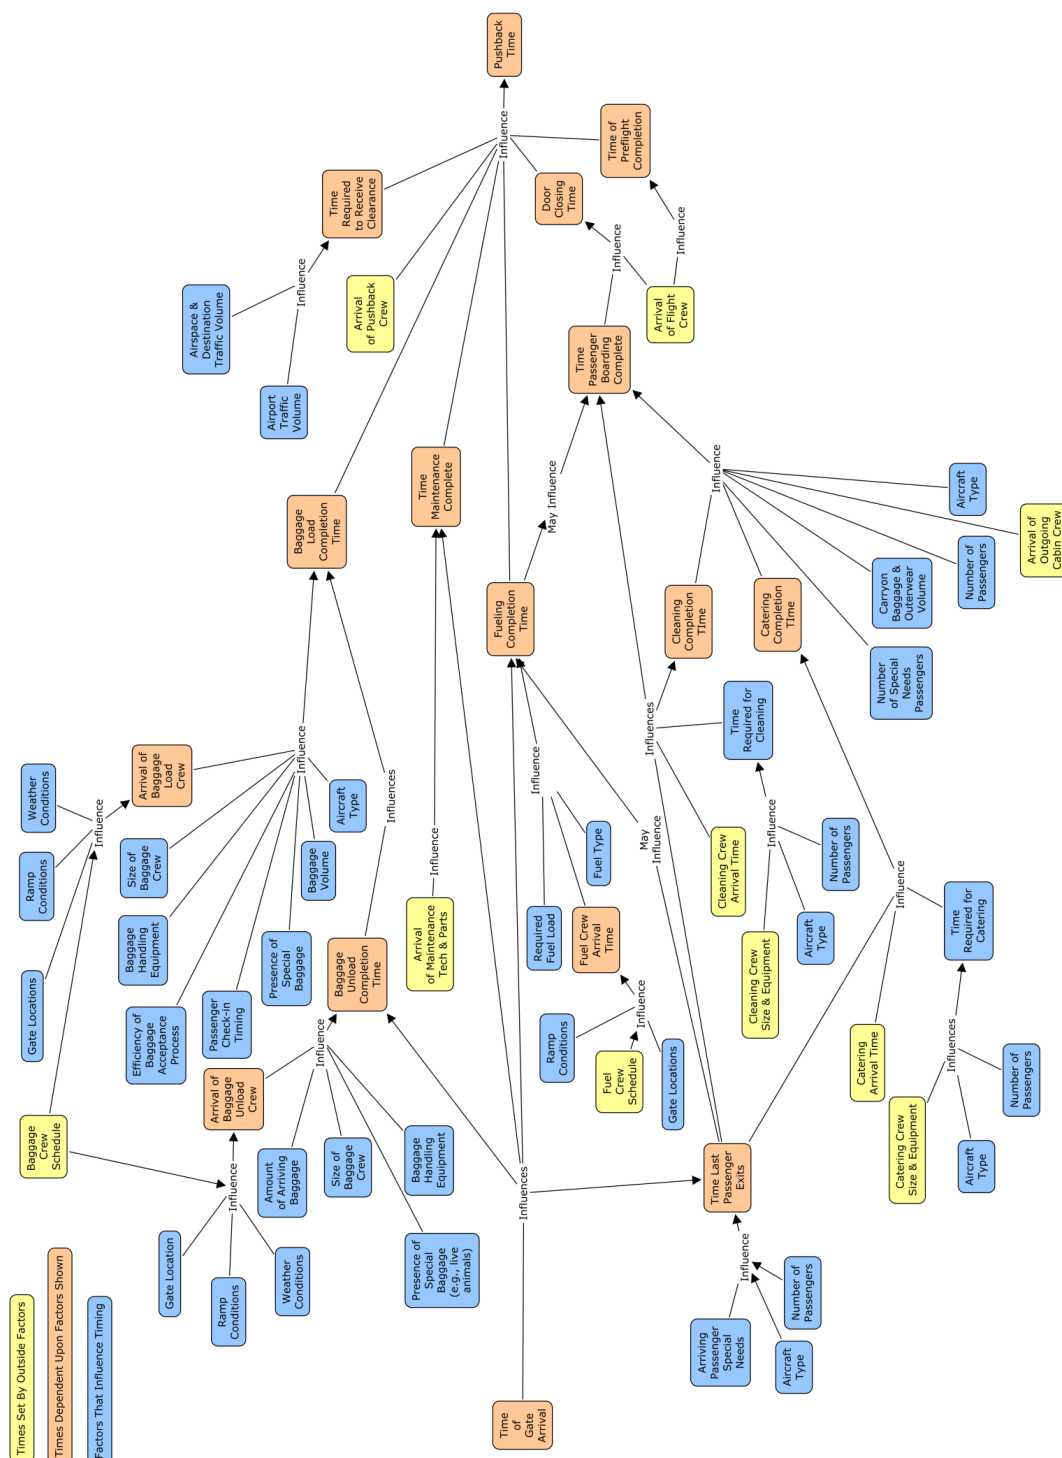 Times Set By Outside Factors
Times Dependent Upon Factors Shown
Factors That Influence Timing
Baggage
Crew
Schedule
Gate Locations
Ramp
Conditions
Weather
Conditions
Influence
Arrival of
Baggage
Load
Crew
Size of
Baggage
Crew
Baggage
Handling
Equipment
Efficiency of
Baggage
Acceptance
Process
Passenger
Check-in
Timing
Presence of
Special
Baggage
Baggage
Volume
Aircraft
Type
Influence
Gate Location
Ramp
Conditions
Weather
Conditions
Influence
Arrival of
Baggage
Unload
Crew
Amount
of Arriving
Baggage
Size of
Baggage
Crew
Baggage
Handling
Equipment
Presence of
Special
Baggage
(e.g., live
animals)
Influence
Baggage
Unload
Completion
Time
Influences
Baggage
Load
Completion
Time
Airspace &
Destination
Traffic Volume
Airport
Traffic
Volume
Influence
Time
Required
to Receive
Clearance
Arrival
of Pushback
Crew
Arrival
of Maintenance
Tech & Parts
Influence
Time
Maintenance
Complete
Time
of
Gate
Arrival
Influences
Required
Fuel Load
Fuel Crew
Arrival
Time
Fuel Type
Influence
Ramp
Conditions
Fuel
Crew
Schedule
Gate Locations
Influence
Fueling
Completion
Time
May Influence
May
Influence
Influence
Pushback
Time
Door
Closing
Time
Time of
Preflight
Completion
Influence
Influence
Arrival
of Flight
Crew
Time
Passenger
Boarding
Complete
Arriving
Passenger
Special
Needs
Aircraft
Type
Number of
Passengers
Influence
Time Last
Passenger
Exits
Influences
Cleaning Crew
Arrival Time
Time
Required for
Cleaning
Cleaning
Completion
TIme
Cleaning Crew
Size & Equipment
Aircraft
Type
Number of
Passengers
Influence
Catering
Completion
TIme
Influence
Catering
Arrival Time
Time
Required for
Catering
Catering Crew
Size & Equipment
Aircraft
Type
Number of
Passengers
Influences
Influence
Number
of Special
Needs
Passengers
Carryon
Baggage &
Outerwear
Volume
Number of
Passengers
Aircraft
Type
Arrival of
Outgoing
Cabin Crew